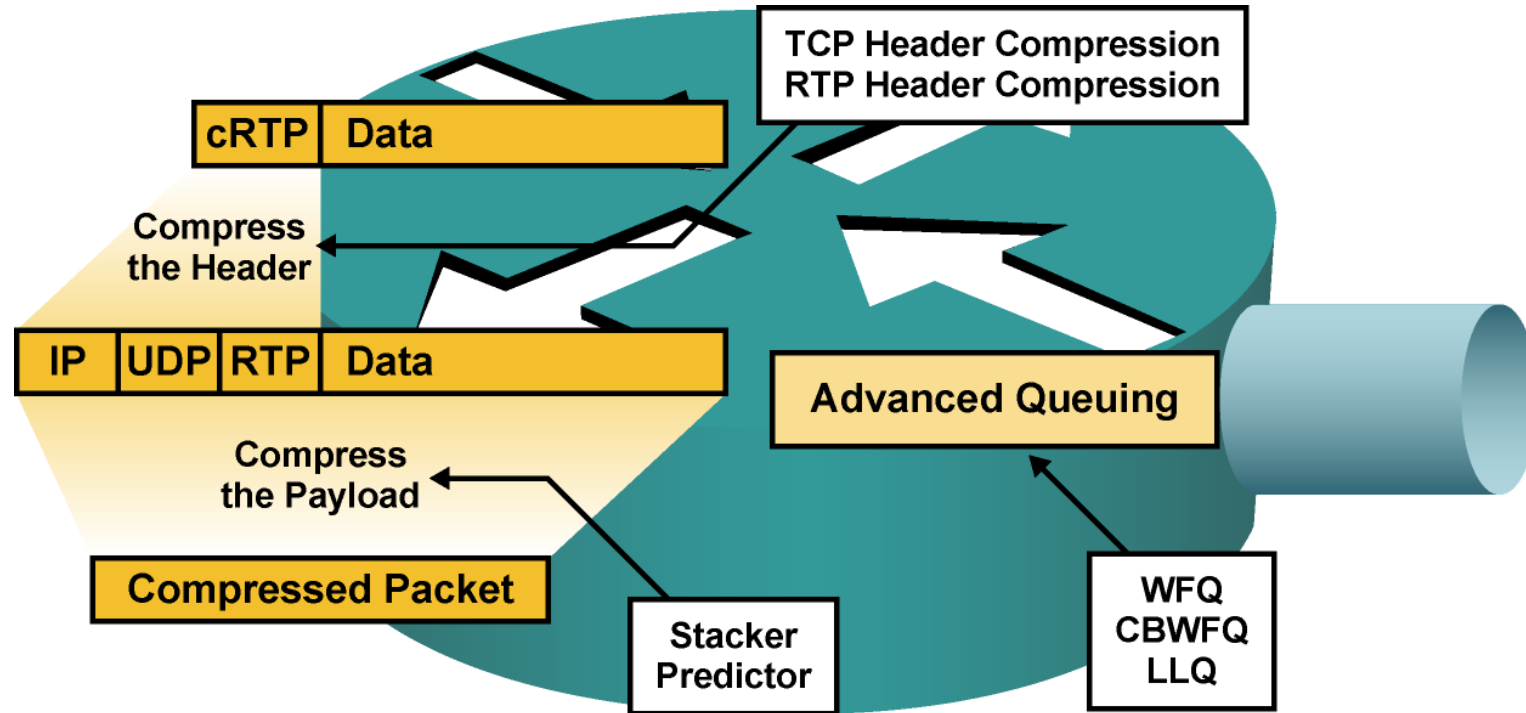 TCP Header Compression
RTP Header Compression
cRTP
Data
Compress
the Header
IP
UDP
RTP
Data
Advanced Queuing
Compress
the Payload
Compressed Packet
Stacker
Predictor
WFQ
CBWFQ
LLQ